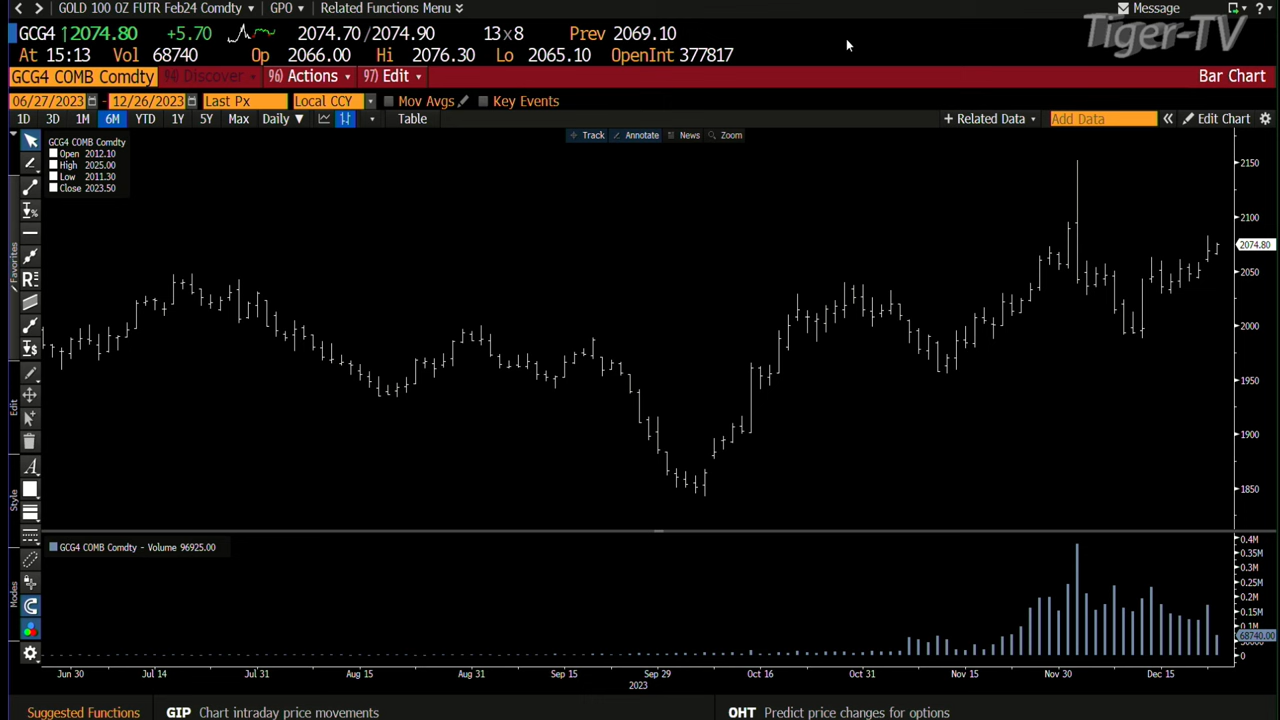 < > GOLD 100 OZ FUTR Feb24 Comdty GPO Related Functions Menu Message ?
Tiger-TV
GCG4 ↑2074.80 +5.70 2074.70/2074.90 13x8 Prev 2069.10
At 15:13 Vol 68740 Op 2066.00 Hi 2076.30 Lo 2065.10 OpenInt 377817
GCG4 COMB Comdty 94) Discover 96) Actions 97) Edit Bar Chart
06/27/2023 - 12/26/2023 Last Px Local CCY Mov Avgs Key Events
1D 3D 1M 6M YTD 1Y 5Y Max Daily Table + Related Data Add Data « Edit Chart
Track Annotate News Zoom
GCG4 COMB Comdty
Open 2012.10
High 2025.00
Low 2011.30
Close 2023.50
Favorites
Edit
Style
Modes
2150
2100
2074.80
2050
2000
1950
1900
1850
GCG4 COMB Comdty - Volume 96925.00
0.4M
0.35M
0.3M
0.25M
0.2M
0.15M
0.1M
68740.00
0
Jun 30 Jul 14 Jul 31 Aug 15 Aug 31 Sep 15 Sep 29 Oct 16 Oct 31 Nov 15 Nov 30 Dec 15
2023
Suggested Functions GIP Chart intraday price movements OHT Predict price changes for options